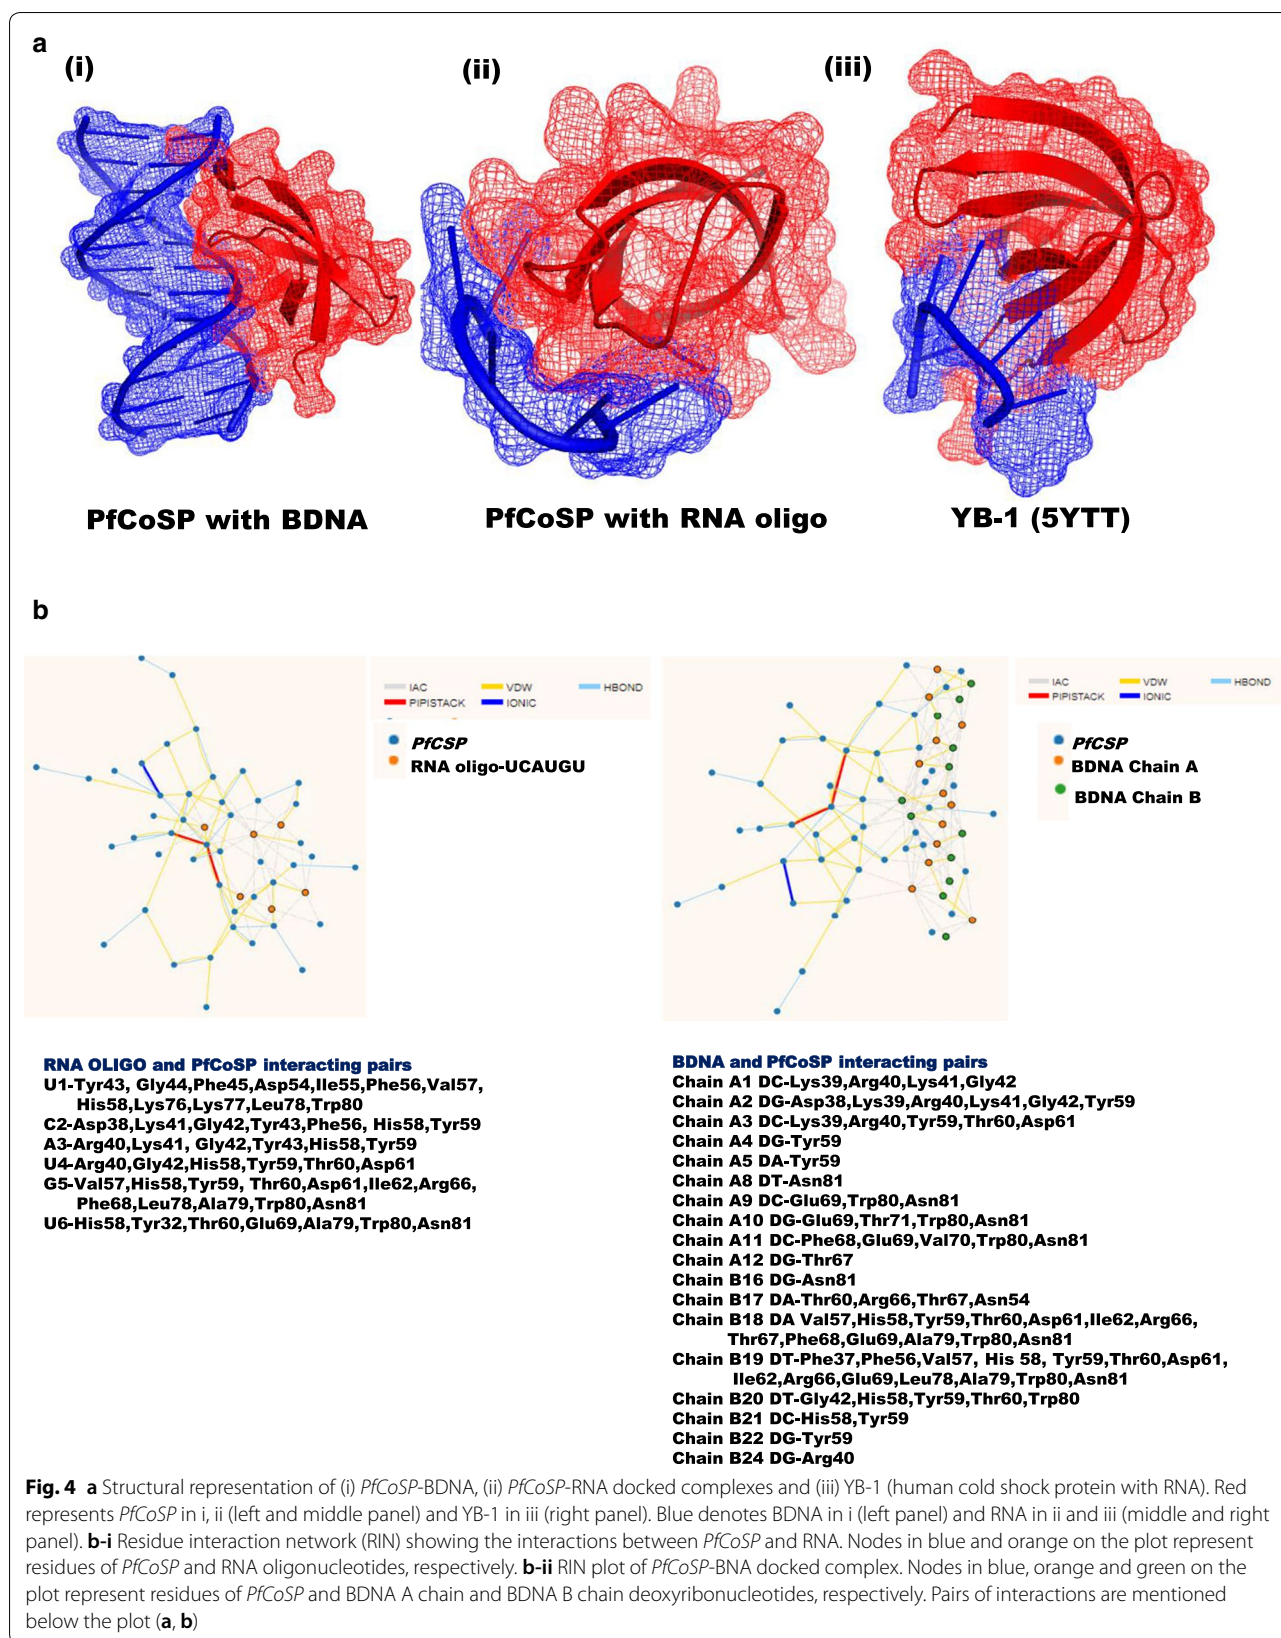 a
(i)
(ii)
(iii)
PfCoSP with BDNA
PfCoSP with RNA oligo
YB-1 (5YTT)
b
IAC VDW HBOND
PIPISTACK IONIC
PfCSP
RNA oligo-UCAUGU
IAC VDW HBOND
PIPISTACK IONIC
PfCSP
BDNA Chain A
BDNA Chain B
RNA OLIGO and PfCoSP interacting pairs
U1-Tyr43, Gly44,Phe45,Asp54,Ile55,Phe56,Val57,
His58,Lys76,Lys77,Leu78,Trp80
C2-Asp38,Lys41,Gly42,Tyr43,Phe56, His58,Tyr59
A3-Arg40,Lys41, Gly42,Tyr43,His58,Tyr59
U4-Arg40,Gly42,His58,Tyr59,Thr60,Asp61
G5-Val57,His58,Tyr59, Thr60,Asp61,Ile62,Arg66,
Phe68,Leu78,Ala79,Trp80,Asn81
U6-His58,Tyr32,Thr60,Glu69,Ala79,Trp80,Asn81
BDNA and PfCoSP interacting pairs
Chain A1 DC-Lys39,Arg40,Lys41,Gly42
Chain A2 DG-Asp38,Lys39,Arg40,Lys41,Gly42,Tyr59
Chain A3 DC-Lys39,Arg40,Tyr59,Thr60,Asp61
Chain A4 DG-Tyr59
Chain A5 DA-Tyr59
Chain A8 DT-Asn81
Chain A9 DC-Glu69,Trp80,Asn81
Chain A10 DG-Glu69,Thr71,Trp80,Asn81
Chain A11 DC-Phe68,Glu69,Val70,Trp80,Asn81
Chain A12 DG-Thr67
Chain B16 DG-Asn81
Chain B17 DA-Thr60,Arg66,Thr67,Asn54
Chain B18 DA Val57,His58,Tyr59,Thr60,Asp61,Ile62,Arg66,
Thr67,Phe68,Glu69,Ala79,Trp80,Asn81
Chain B19 DT-Phe37,Phe56,Val57, His 58, Tyr59,Thr60,Asp61,
Ile62,Arg66,Glu69,Leu78,Ala79,Trp80,Asn81
Chain B20 DT-Gly42,His58,Tyr59,Thr60,Trp80
Chain B21 DC-His58,Tyr59
Chain B22 DG-Tyr59
Chain B24 DG-Arg40
Fig. 4 a Structural representation of (i) PfCoSP-BDNA, (ii) PfCoSP-RNA docked complexes and (iii) YB-1 (human cold shock protein with RNA). Red
represents PfCoSP in i, ii (left and middle panel) and YB-1 in iii (right panel). Blue denotes BDNA in i (left panel) and RNA in ii and iii (middle and right
panel). b-i Residue interaction network (RIN) showing the interactions between PfCoSP and RNA. Nodes in blue and orange on the plot represent
residues of PfCoSP and RNA oligonucleotides, respectively. b-ii RIN plot of PfCoSP-BNA docked complex. Nodes in blue, orange and green on the
plot represent residues of PfCoSP and BDNA A chain and BDNA B chain deoxyribonucleotides, respectively. Pairs of interactions are mentioned
below the plot (a, b)